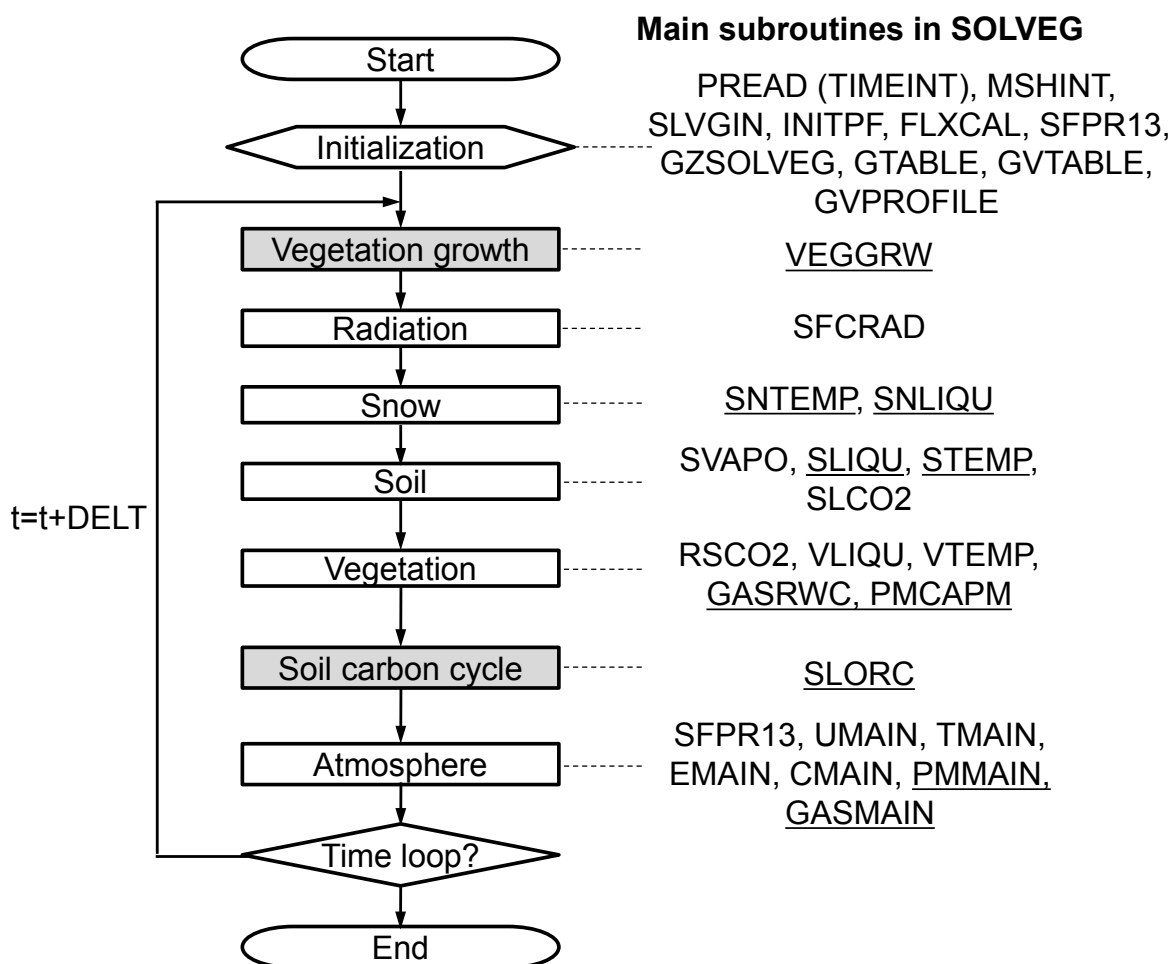 Main subroutines in SOLVEG
Start
PREAD (TIMEINT), MSHINT,
SLVGIN, INITPF, FLXCAL, SFPR13,
GZSOLVEG, GTABLE, GVTABLE,
GVPROFILE
Initialization
Vegetation growth
VEGGRW
Radiation
SFCRAD
Snow
SNTEMP, SNLIQU
Soil
SVAPO, SLIQU, STEMP,
SLCO2
t=t+DELT
Vegetation
RSCO2, VLIQU, VTEMP,
GASRWC, PMCAPM
Soil carbon cycle
SLORC
Atmosphere
SFPR13, UMAIN, TMAIN,
EMAIN, CMAIN, PMMAIN,
GASMAIN
Time loop?
End